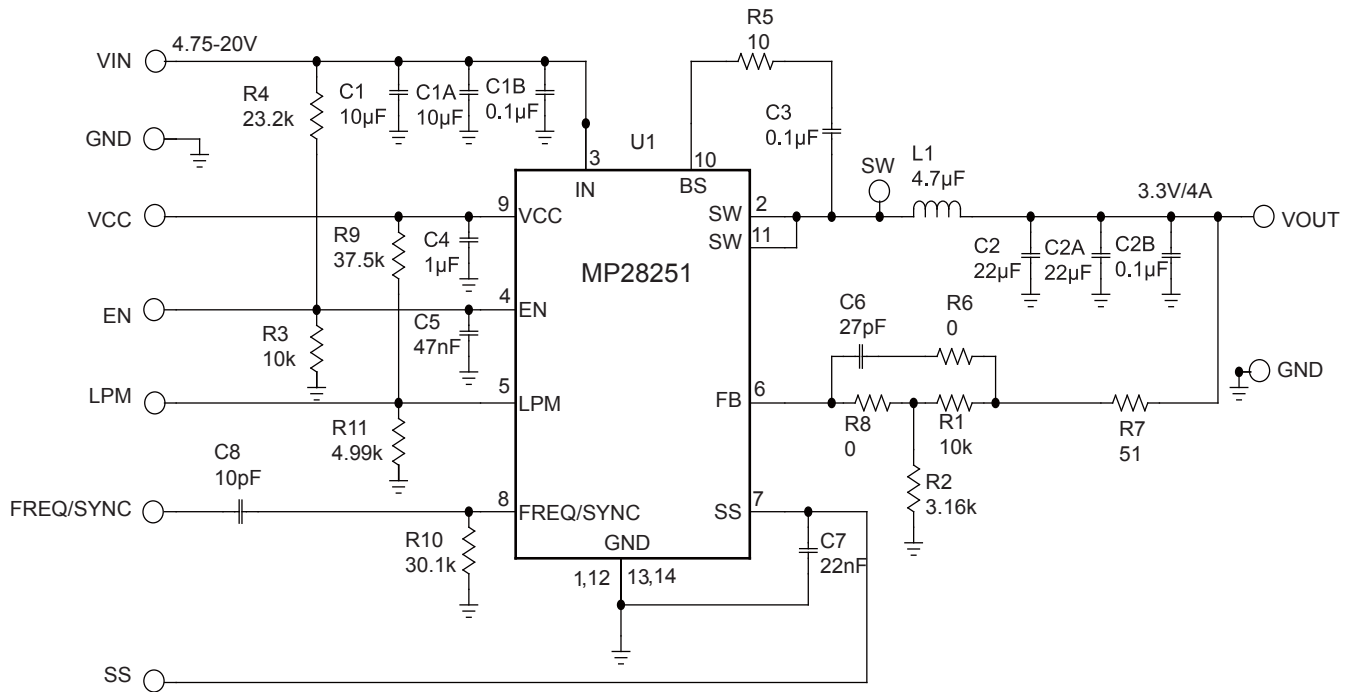 R5
10
VIN
4.75-20V
R4
23.2k
C1
10µF
C1A
10µF
C1B
0.1µF
C3
0.1µF
GND
U1
3
10
IN
BS
SW
L1
4.7µF
3.3V/4A
VCC
9
VCC
SW
2
SW
11
VOUT
R9
37.5k
C4
1µF
MP28251
C2
22µF
C2A
22µF
C2B
0.1µF
EN
4
EN
R3
10k
C5
47nF
C6
27pF
R6
0
GND
LPM
5
LPM
FB
6
R8
0
R1
10k
R7
51
R11
4.99k
C8
10pF
R2
3.16k
FREQ/SYNC
8
FREQ/SYNC
SS
7
R10
30.1k
GND
C7
22nF
1,12
13,14
SS